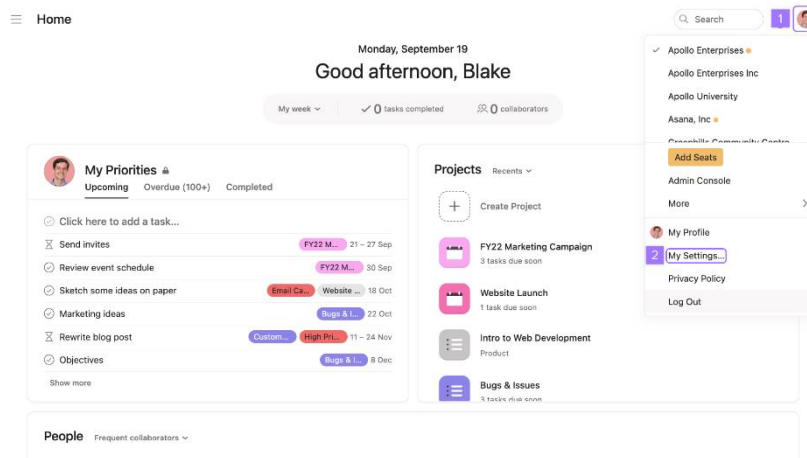 Home
Search
1
Monday, September 19
Good afternoon, Blake
My week
0 tasks completed
0 collaborators
Apollo Enterprises
Apollo Enterprises Inc
Apollo University
Asana, Inc
Greenhills Community Centre
Add Seats
Admin Console
More
My Profile
2 My Settings...
Privacy Policy
Log Out
My Priorities
Upcoming Overdue (100+) Completed
Click here to add a task...
Send invites FY22 M... 21 – 27 Sep
Review event schedule FY22 M... 30 Sep
Sketch some ideas on paper Email Ca... Website ... 18 Oct
Marketing ideas Bugs & I... 22 Oct
Rewrite blog post Custom... High Pri... 11 – 24 Nov
Objectives Bugs & I... 8 Dec
Show more
Projects Recents
Create Project
FY22 Marketing Campaign
3 tasks due soon
Website Launch
1 task due soon
Intro to Web Development
Product
Bugs & Issues
3 tasks due soon
People Frequent collaborators